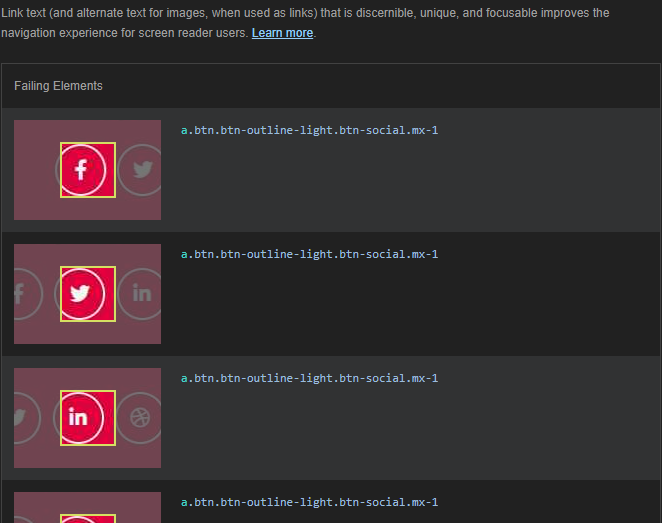 Link text (and alternate text for images, when used as links) that is discernible, unique, and focusable improves the
navigation experience for screen reader users. Learn more.
Failing Elements
a.btn.btn-outline-light.btn-social.mx-1
a.btn.btn-outline-light.btn-social.mx-1
a.btn.btn-outline-light.btn-social.mx-1
a.btn.btn-outline-light.btn-social.mx-1